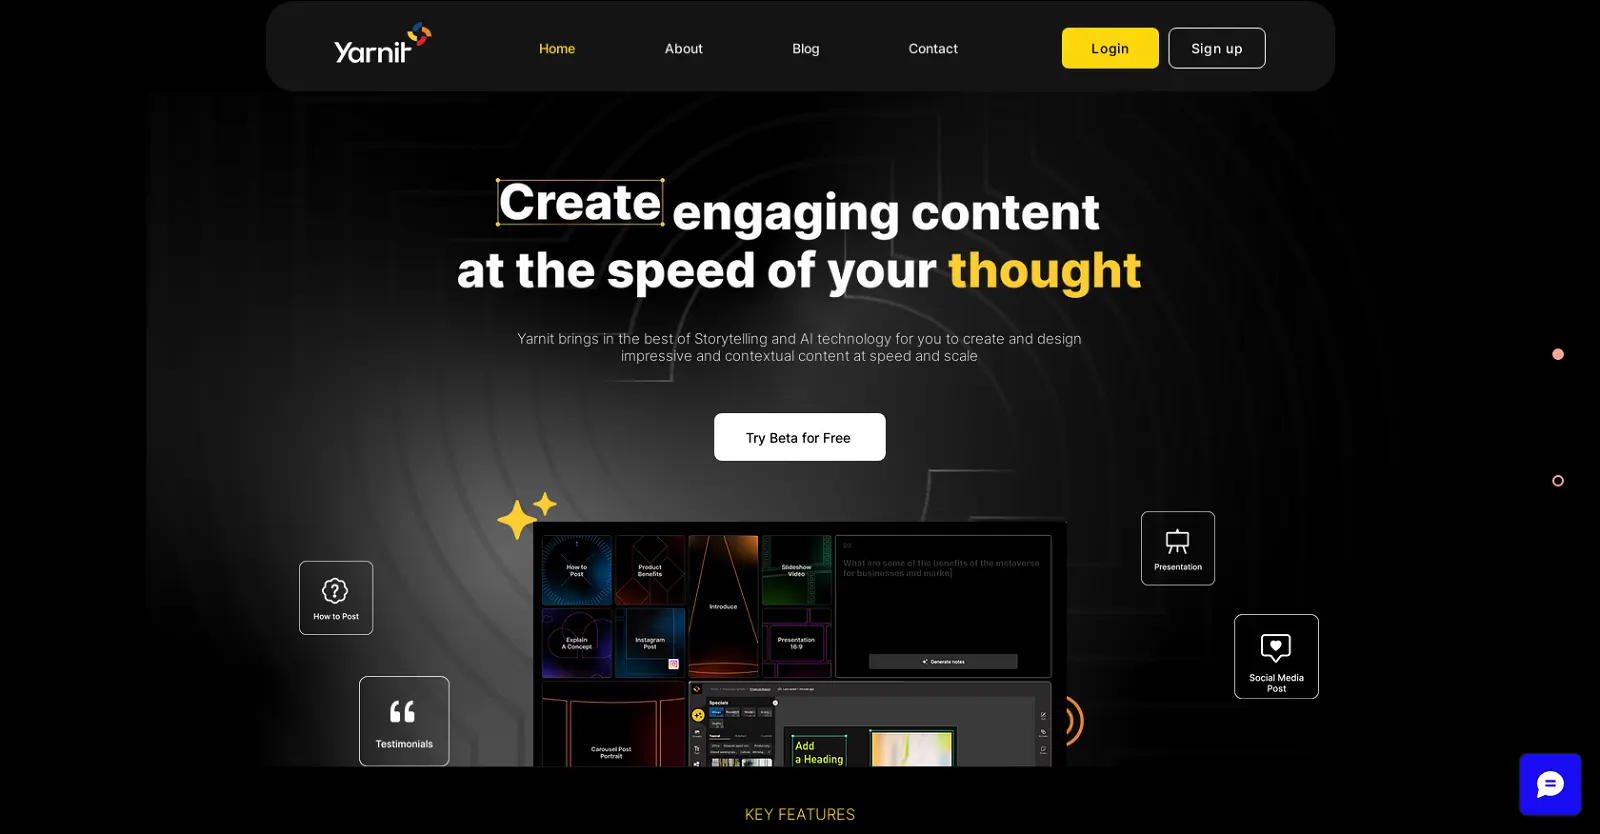 Yarnit
Home
About
Blog
Contact
Login
Sign up
Create engaging content
at the speed of your thought
Yarnit brings in the best of Storytelling and AI technology for you to create and design
impressive and contextual content at speed and scale
Try Beta for Free
How to Post
Testimonials
Presentation
Social Media
Post
How to
Post
Product
Benefits
Introduce
Slideshow
Video
Explain
A Concept
Instagram
Post
Presentation
16:9
What are some of the benefits of the metaverse
for businesses and marke
Generate notes
Carousel Post
Portrait
Specials
Add
a Heading
KEY FEATURES